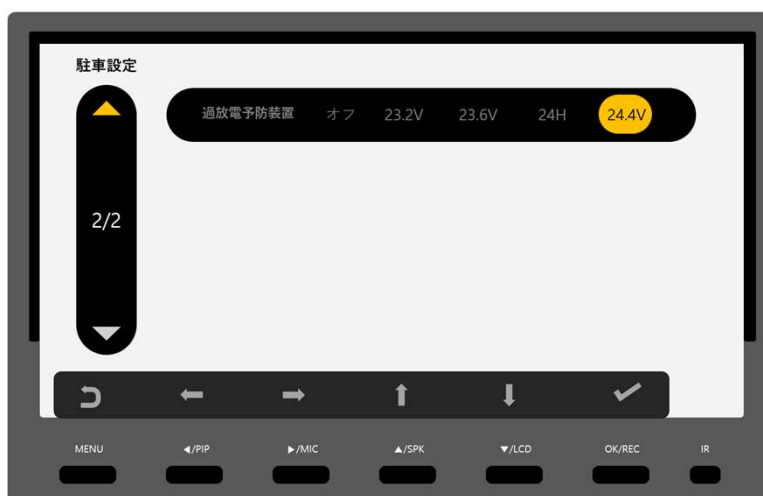 駐車設定
過放電予防装置 オフ 23.2V 23.6V 24H 24.4V
2/2
MENU ◀/PIP ▶/MIC ▲/SPK ▼/LCD OK/REC IR